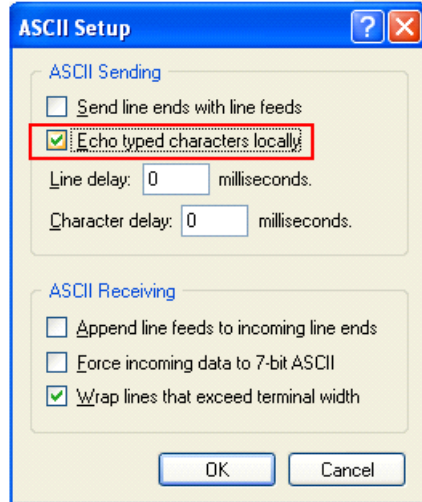 ASCII Setup
ASCII Sending
Send line ends with line feeds
Echo typed characters locally
Line delay: 0 milliseconds.
Character delay: 0 milliseconds.
ASCII Receiving
Append line feeds to incoming line ends
Force incoming data to 7-bit ASCII
Wrap lines that exceed terminal width
OK Cancel